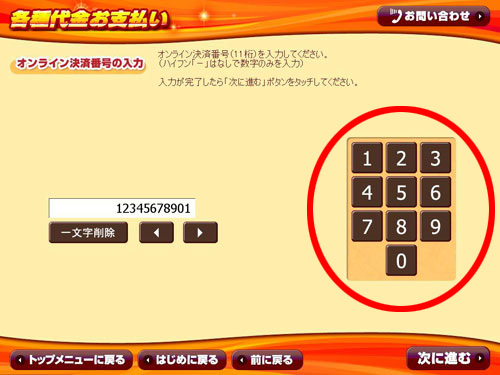 各種代金お支払い
お問い合わせ
オンライン決済番号の入力
オンライン決済番号(11桁)を入力してください。
(ハイフン「－」はなしで数字のみを入力)
入力が完了したら「次に進む」ボタンをタッチしてください。
1 2 3
4 5 6
12345678901
7 8 9
一文字削除
0
トップメニューに戻る
はじめに戻る
前に戻る
次に進む